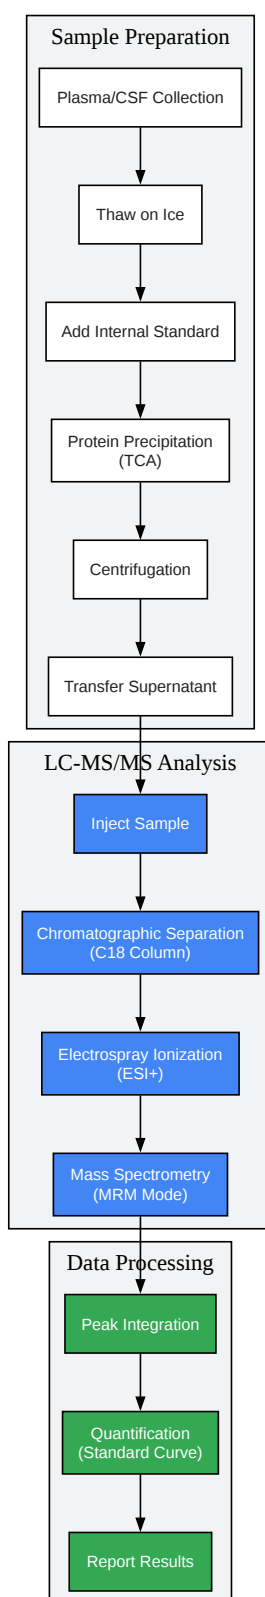 Sample Preparation
Plasma/CSF Collection
Thaw on Ice
Add Internal Standard
Protein Precipitation
(TCA)
Centrifugation
Transfer Supernatant
LC-MS/MS Analysis
Inject Sample
Chromatographic Separation
(C18 Column)
Electrospray Ionization
(ESI+)
Mass Spectrometry
(MRM Mode)
Data Processing
Peak Integration
Quantification
(Standard Curve)
Report Results